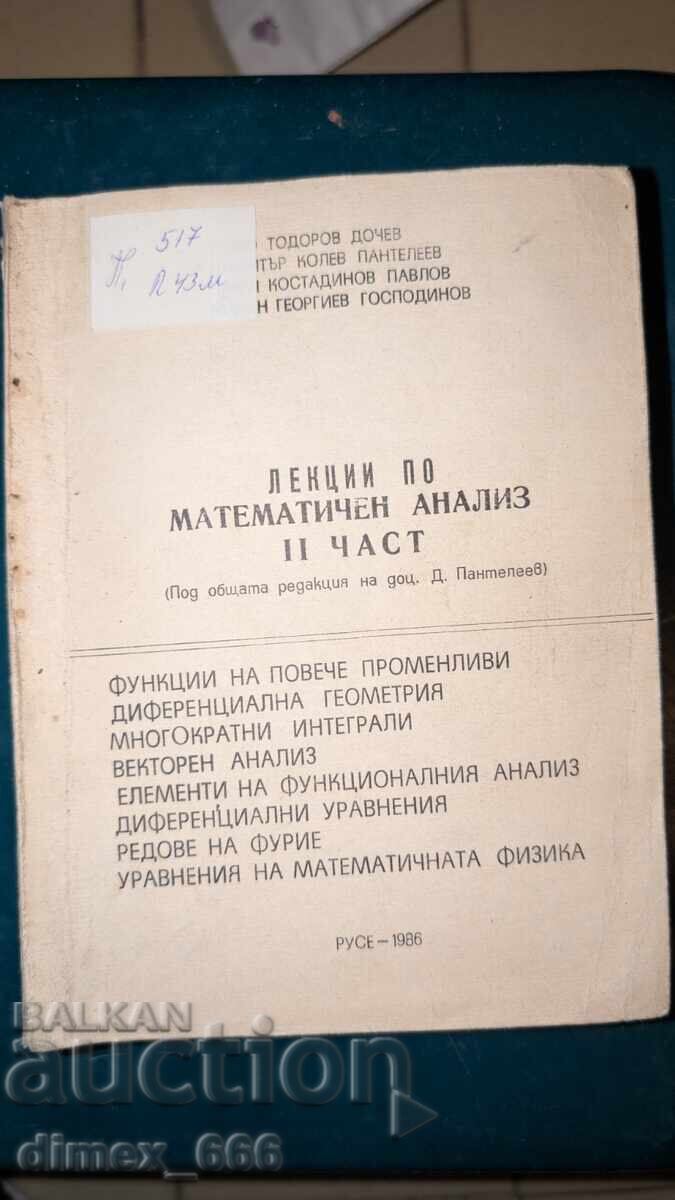 517
ТОДОРОВ ДОЧЕВ
КОЛЕВ ПАНТЕЛЕЕВ
КОСТАДИНОВ ПАВЛОВ
ГЕОРГИЕВ ГОСПОДИНОВ
ЛЕКЦИИ ПО
МАТЕМАТИЧЕН АНАЛИЗ
II ЧАСТ
(Под общата редакция на доц. Д. Пантелеев)
ФУНКЦИИ НА ПОВЕЧЕ ПРОМЕНЛИВИ
ДИФЕРЕНЦИАЛНА ГЕОМЕТРИЯ
МНОГОКРАТНИ ИНТЕГРАЛИ
ВЕКТОРЕН АНАЛИЗ
ЕЛЕМЕНТИ НА ФУНКЦИОНАЛНИЯ АНАЛИЗ
ДИФЕРЕНЦИАЛНИ УРАВНЕНИЯ
РЕДОВЕ НА ФУРИЕ
УРАВНЕНИЯ НА МАТЕМАТИЧНАТА ФИЗИКА
РУСЕ – 1986
BALKAN
auction
dimex_666